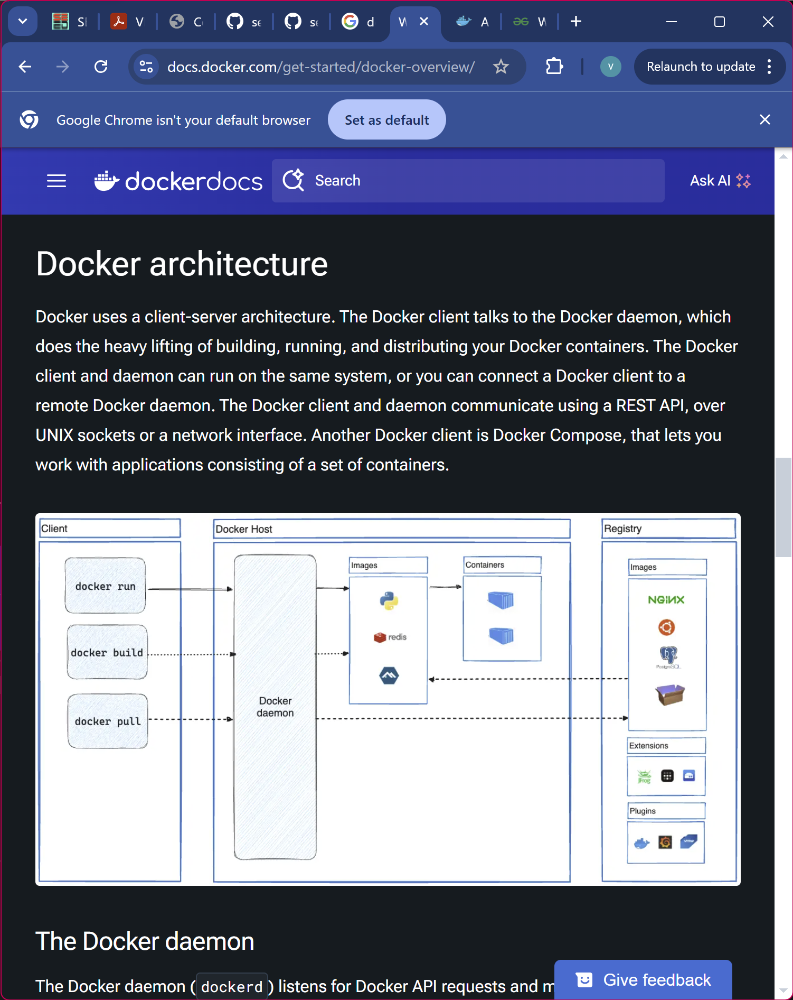 S
V
C
se
se
d
W
A
W
docs.docker.com/get-started/docker-overview/
V
Relaunch to update
Google Chrome isn't your default browser
Set as default
dockerdocs
Search
Ask AI
Docker architecture
Docker uses a client-server architecture. The Docker client talks to the Docker daemon, which
does the heavy lifting of building, running, and distributing your Docker containers. The Docker
client and daemon can run on the same system, or you can connect a Docker client to a
remote Docker daemon. The Docker client and daemon communicate using a REST API, over
UNIX sockets or a network interface. Another Docker client is Docker Compose, that lets you
work with applications consisting of a set of containers.
Client
Docker Host
Registry
docker run
docker build
docker pull
Docker
daemon
Images
redis
Containers
Images
NGINX
PostgreSQL
Extensions
JFrog
Plugins
vmw
The Docker daemon
The Docker daemon (dockerd) listens for Docker API requests and m
Give feedback